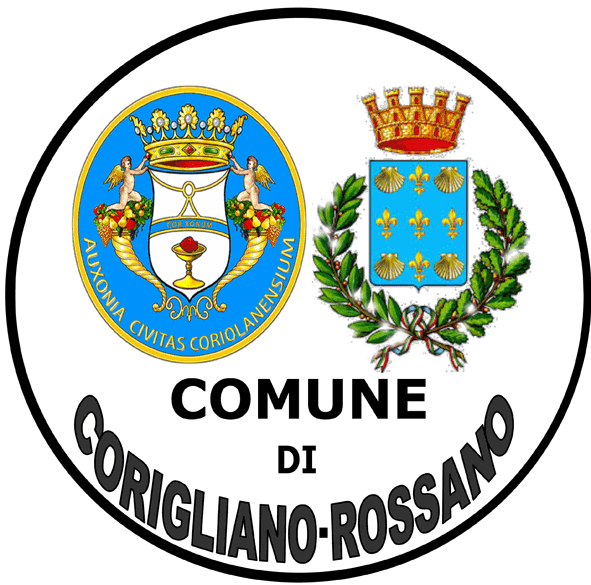 COR BONUM
AUXONIA CIVITAS CORIOLANENSIUM
COMUNE
DI
CORIGLIANO-ROSSANO